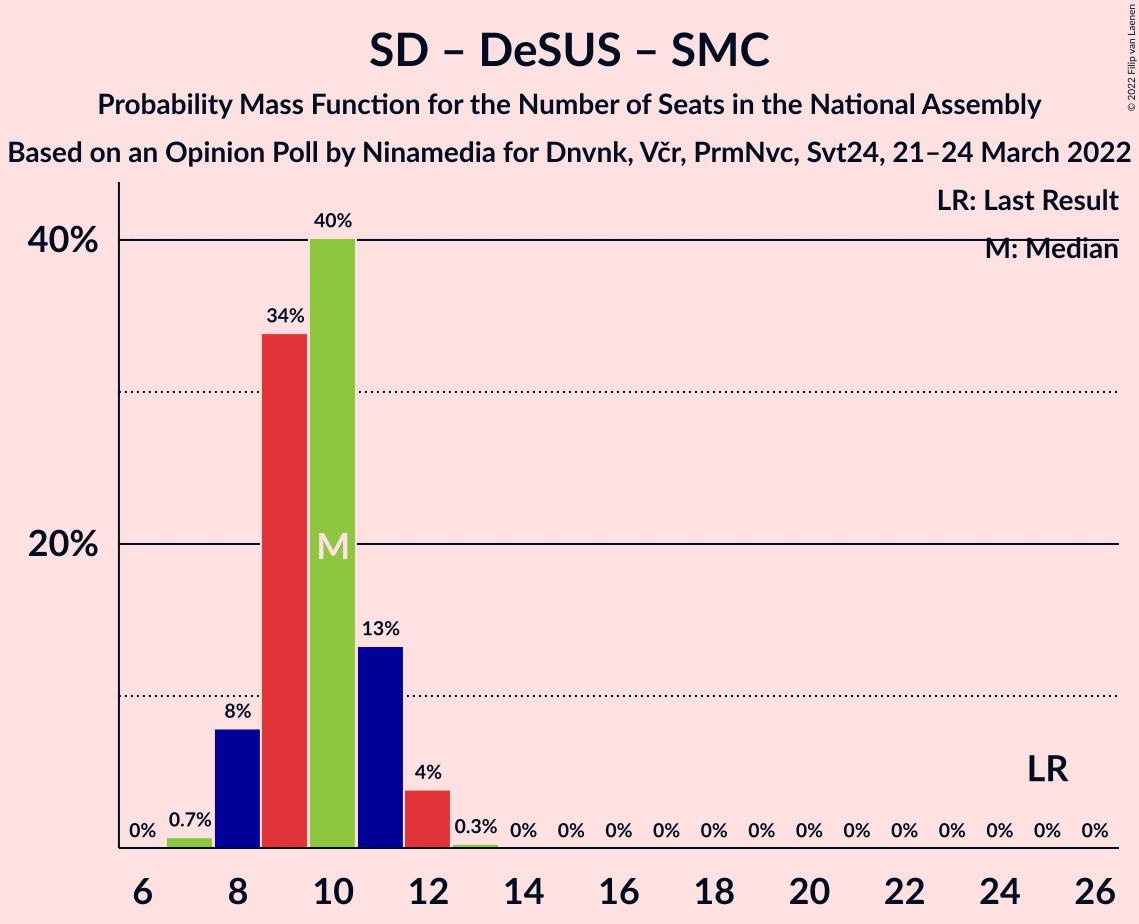 SD – DeSUS – SMC
Probability Mass Function for the Number of Seats in the National Assembly
Based on an Opinion Poll by Ninamedia for Dnvnk, Včr, PrmNvc, Svt24, 21–24 March 2022
© 2022 Filip van Laenen
LR: Last Result
M: Median
40%
20%
0% 0.7% 8% 34% 40% 13% 4% 0.3% 0% 0% 0% 0% 0% 0% 0% 0% 0% 0% 0% 0% 0%
M
LR
6 8 10 12 14 16 18 20 22 24 26